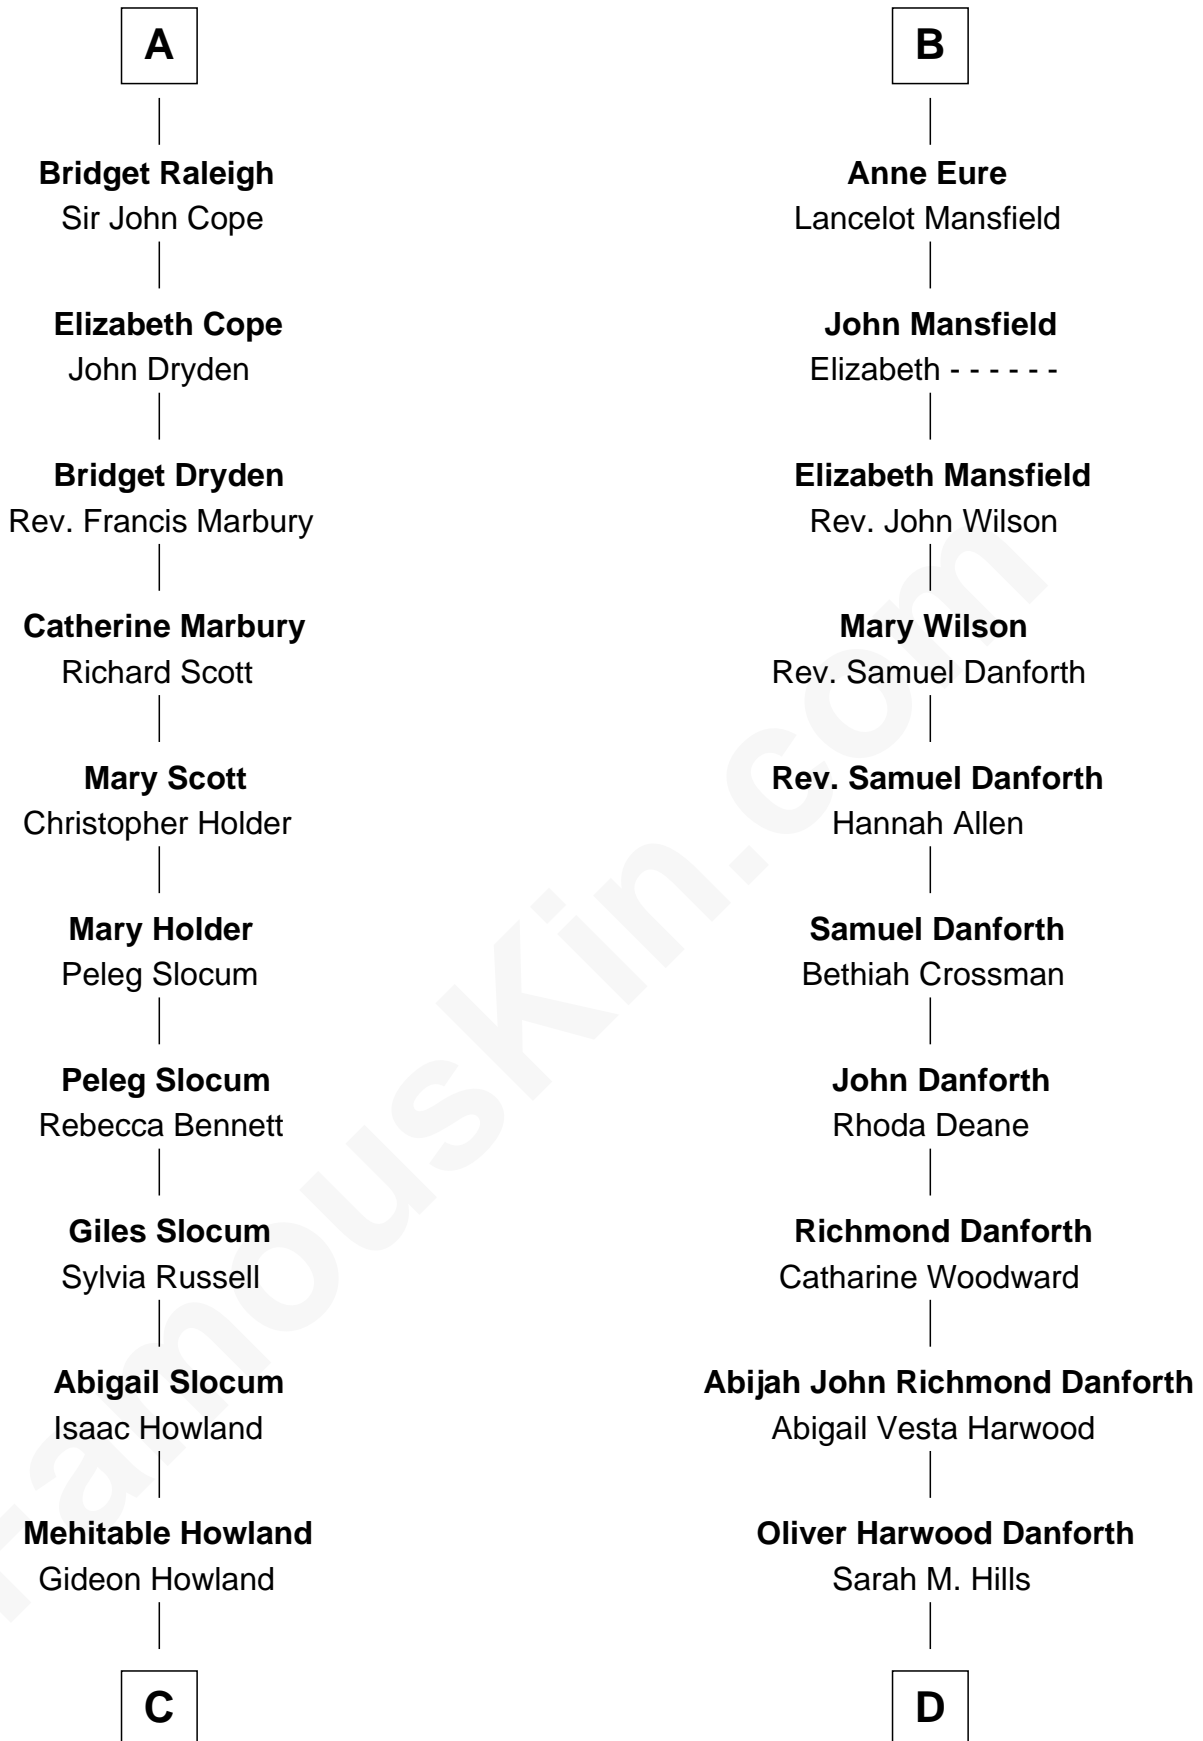 A
Bridget Raleigh
Sir John Cope
Elizabeth Cope
John Dryden
Bridget Dryden
Rev. Francis Marbury
Catherine Marbury
Richard Scott
Mary Scott
Christopher Holder
Mary Holder
Peleg Slocum
Peleg Slocum
Rebecca Bennett
Giles Slocum
Sylvia Russell
Abigail Slocum
Isaac Howland
Mehitable Howland
Gideon Howland
C
B
Anne Eure
Lancelot Mansfield
John Mansfield
Elizabeth - - - - - -
Elizabeth Mansfield
Rev. John Wilson
Mary Wilson
Rev. Samuel Danforth
Rev. Samuel Danforth
Hannah Allen
Samuel Danforth
Bethiah Crossman
John Danforth
Rhoda Deane
Richmond Danforth
Catharine Woodward
Abijah John Richmond Danforth
Abigail Vesta Harwood
Oliver Harwood Danforth
Sarah M. Hills
D
FamousKin.com